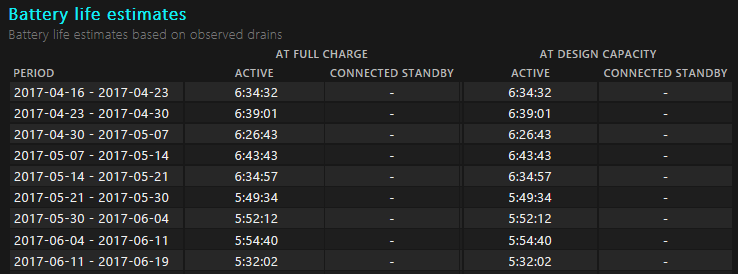 Battery life estimates
Battery life estimates based on observed drains
AT FULL CHARGE AT DESIGN CAPACITY
PERIOD ACTIVE CONNECTED STANDBY ACTIVE CONNECTED STANDBY
2017-04-16 - 2017-04-23 6:34:32 - 6:34:32 -
2017-04-23 - 2017-04-30 6:39:01 - 6:39:01 -
2017-04-30 - 2017-05-07 6:26:43 - 6:26:43 -
2017-05-07 - 2017-05-14 6:43:43 - 6:43:43 -
2017-05-14 - 2017-05-21 6:34:57 - 6:34:57 -
2017-05-21 - 2017-05-30 5:49:34 - 5:49:34 -
2017-05-30 - 2017-06-04 5:52:12 - 5:52:12 -
2017-06-04 - 2017-06-11 5:54:40 - 5:54:40 -
2017-06-11 - 2017-06-19 5:32:02 - 5:32:02 -